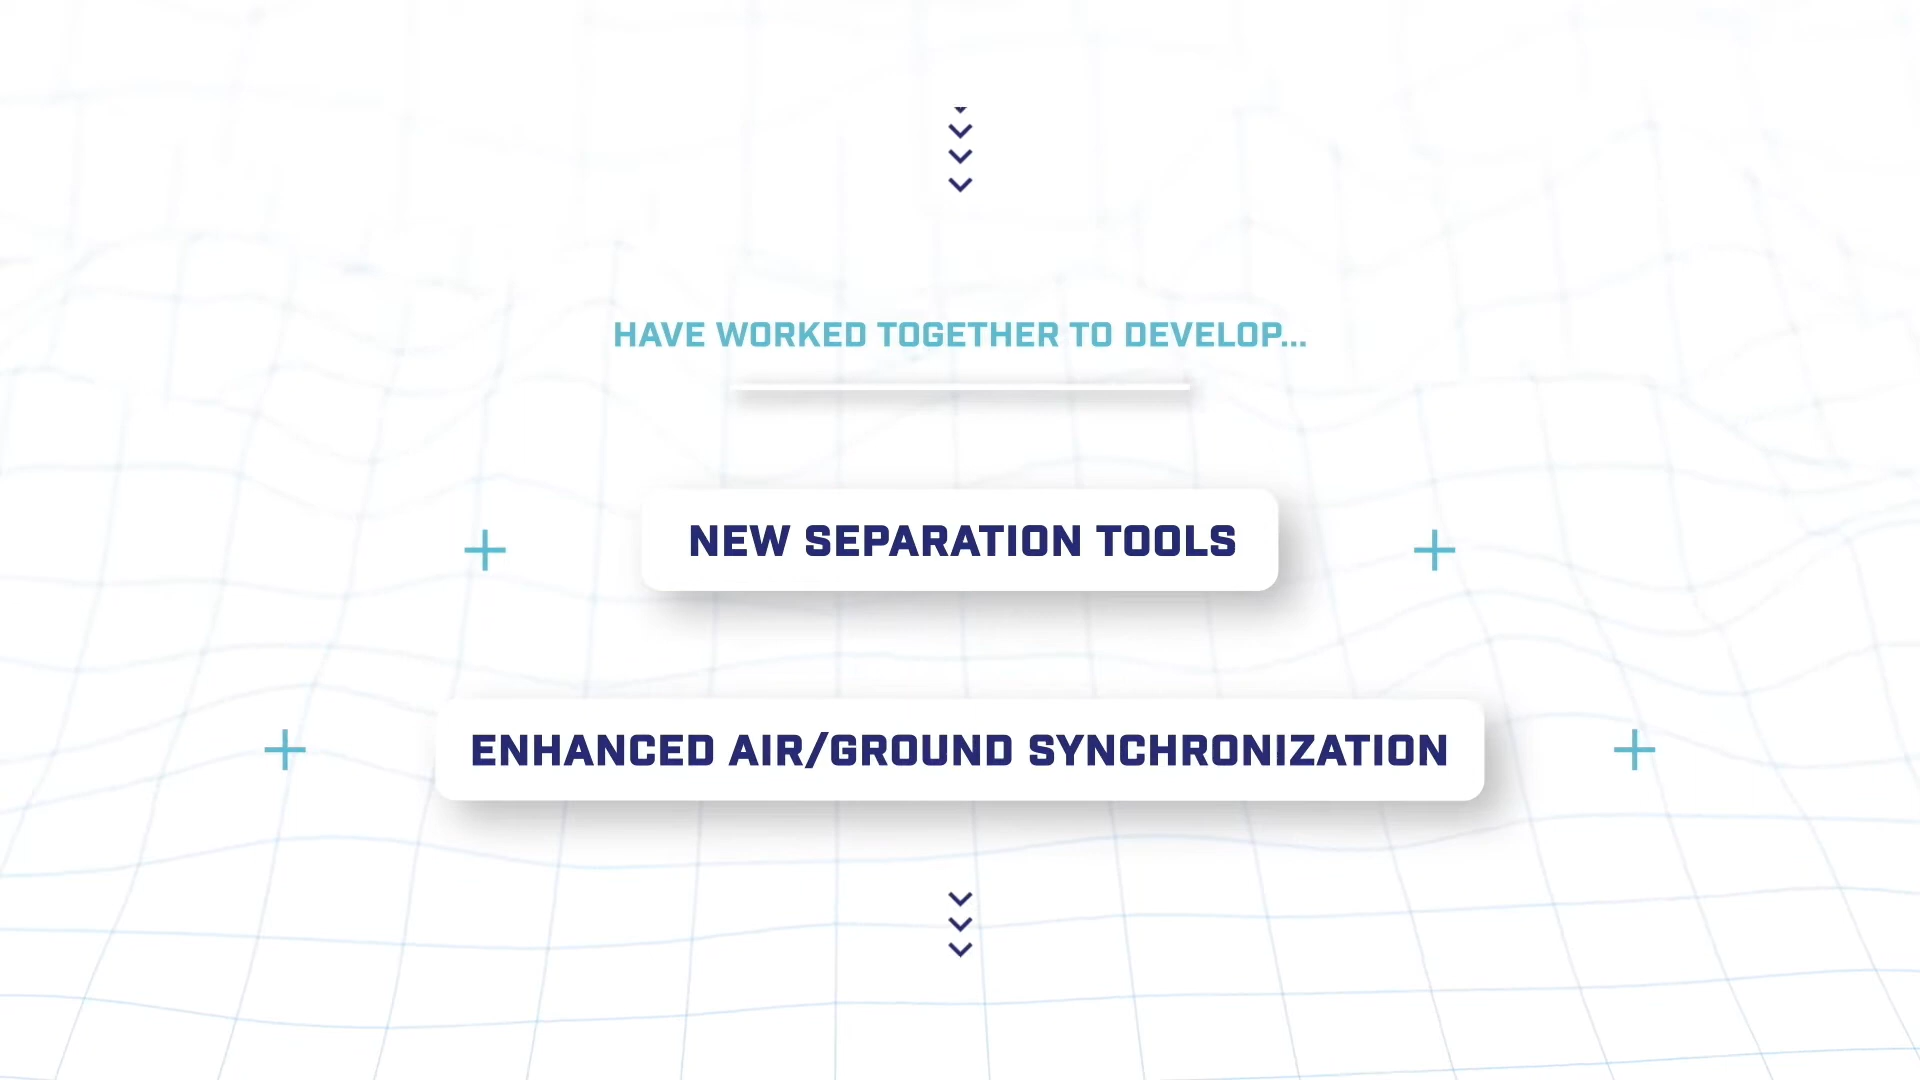 HAVE WORKED TOGETHER TO DEVELOP...
NEW SEPARATION TOOLS
ENHANCED AIR/GROUND SYNCHRONIZATION